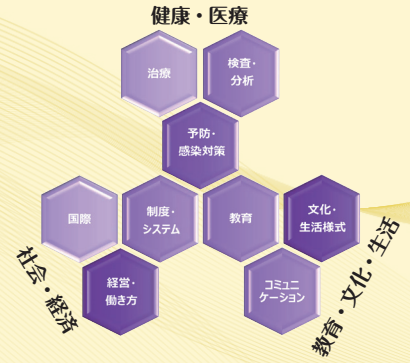 健康・医療
治療
検査・
分析
予防・
感染対策
国際
制度・
システム
教育
文化・
生活様式
経営・
働き方
コミュニ
ケーション
社会・経済
教育・文化・生活